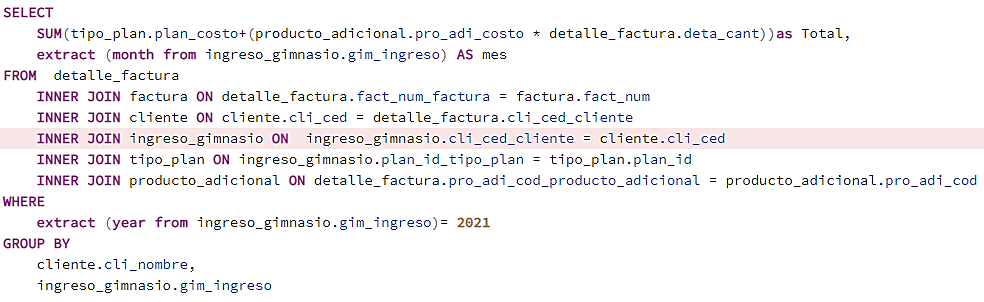 SELECT
SUM(tipo_plan.plan_costo+(producto_adicional.pro_adi_costo * detalle_factura.deta_cant))as Total,
extract (month from ingreso_gimnasio.gim_ingreso) AS mes
FROM  detalle_factura
INNER JOIN factura ON detalle_factura.fact_num_factura = factura.fact_num
INNER JOIN cliente ON cliente.cli_ced = detalle_factura.cli_ced_cliente
INNER JOIN ingreso_gimnasio ON  ingreso_gimnasio.cli_ced_cliente = cliente.cli_ced
INNER JOIN tipo_plan ON ingreso_gimnasio.plan_id_tipo_plan = tipo_plan.plan_id
INNER JOIN producto_adicional ON detalle_factura.pro_adi_cod_producto_adicional = producto_adicional.pro_adi_cod
WHERE
extract (year from ingreso_gimnasio.gim_ingreso)= 2021
GROUP BY
cliente.cli_nombre,
ingreso_gimnasio.gim_ingreso